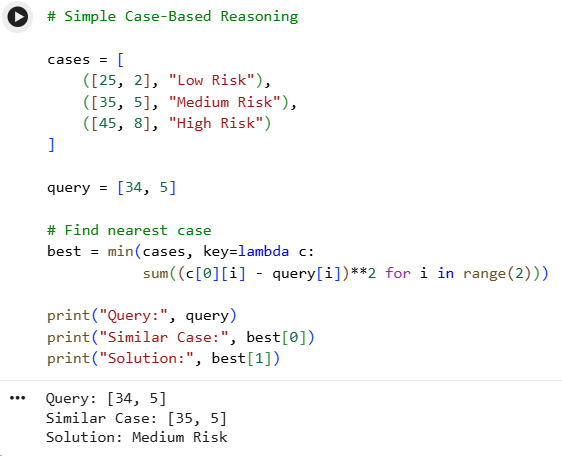 # Simple Case-Based Reasoning
cases = [
    ([25, 2], "Low Risk"),
    ([35, 5], "Medium Risk"),
    ([45, 8], "High Risk")
]
query = [34, 5]
# Find nearest case
best = min(cases, key=lambda c:
           sum((c[0][i] - query[i])**2 for i in range(2)))
print("Query:", query)
print("Similar Case:", best[0])
print("Solution:", best[1])
Query: [34, 5]
Similar Case: [35, 5]
Solution: Medium Risk